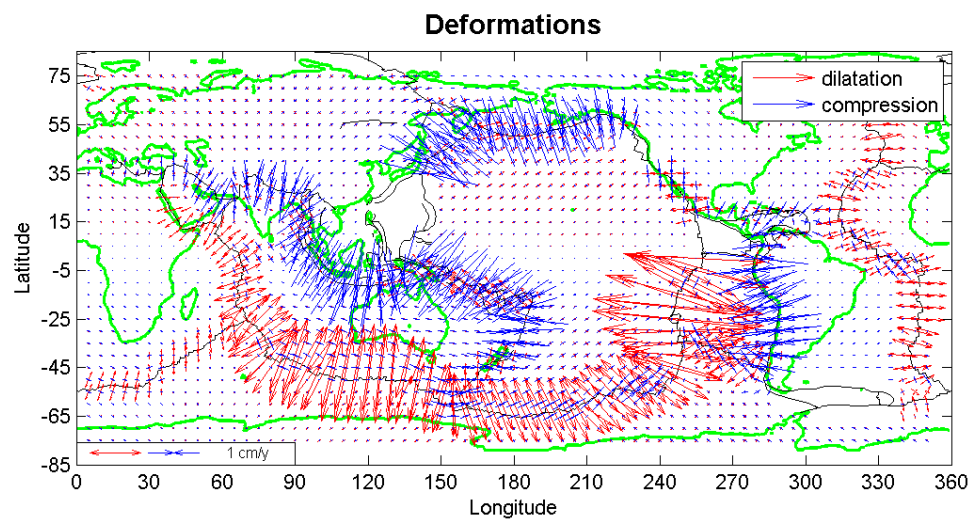 Deformations
dilatation
compression
75
55
35
15
-5
-25
-45
-65
-85
Latitude
1 cm/y
0 30 60 90 120 150 180 210 240 270 300 330 360
Longitude